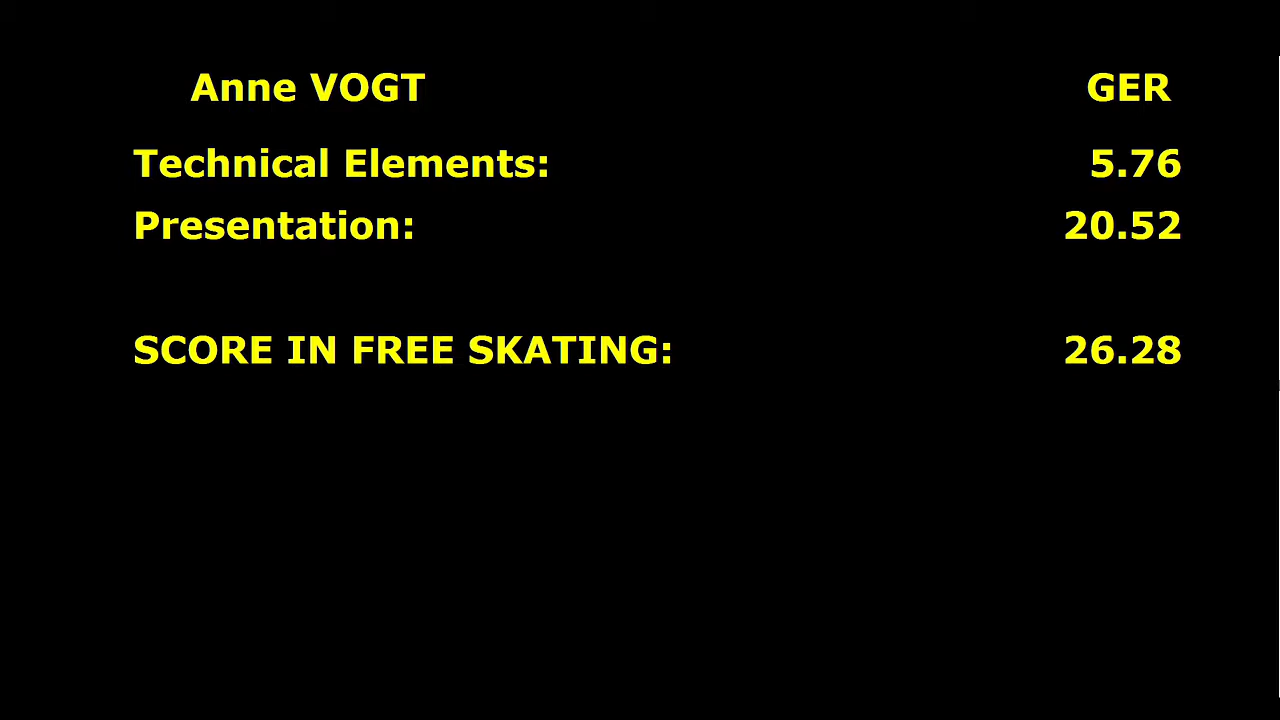 Anne VOGT GER
Technical Elements: 5.76
Presentation: 20.52
SCORE IN FREE SKATING: 26.28